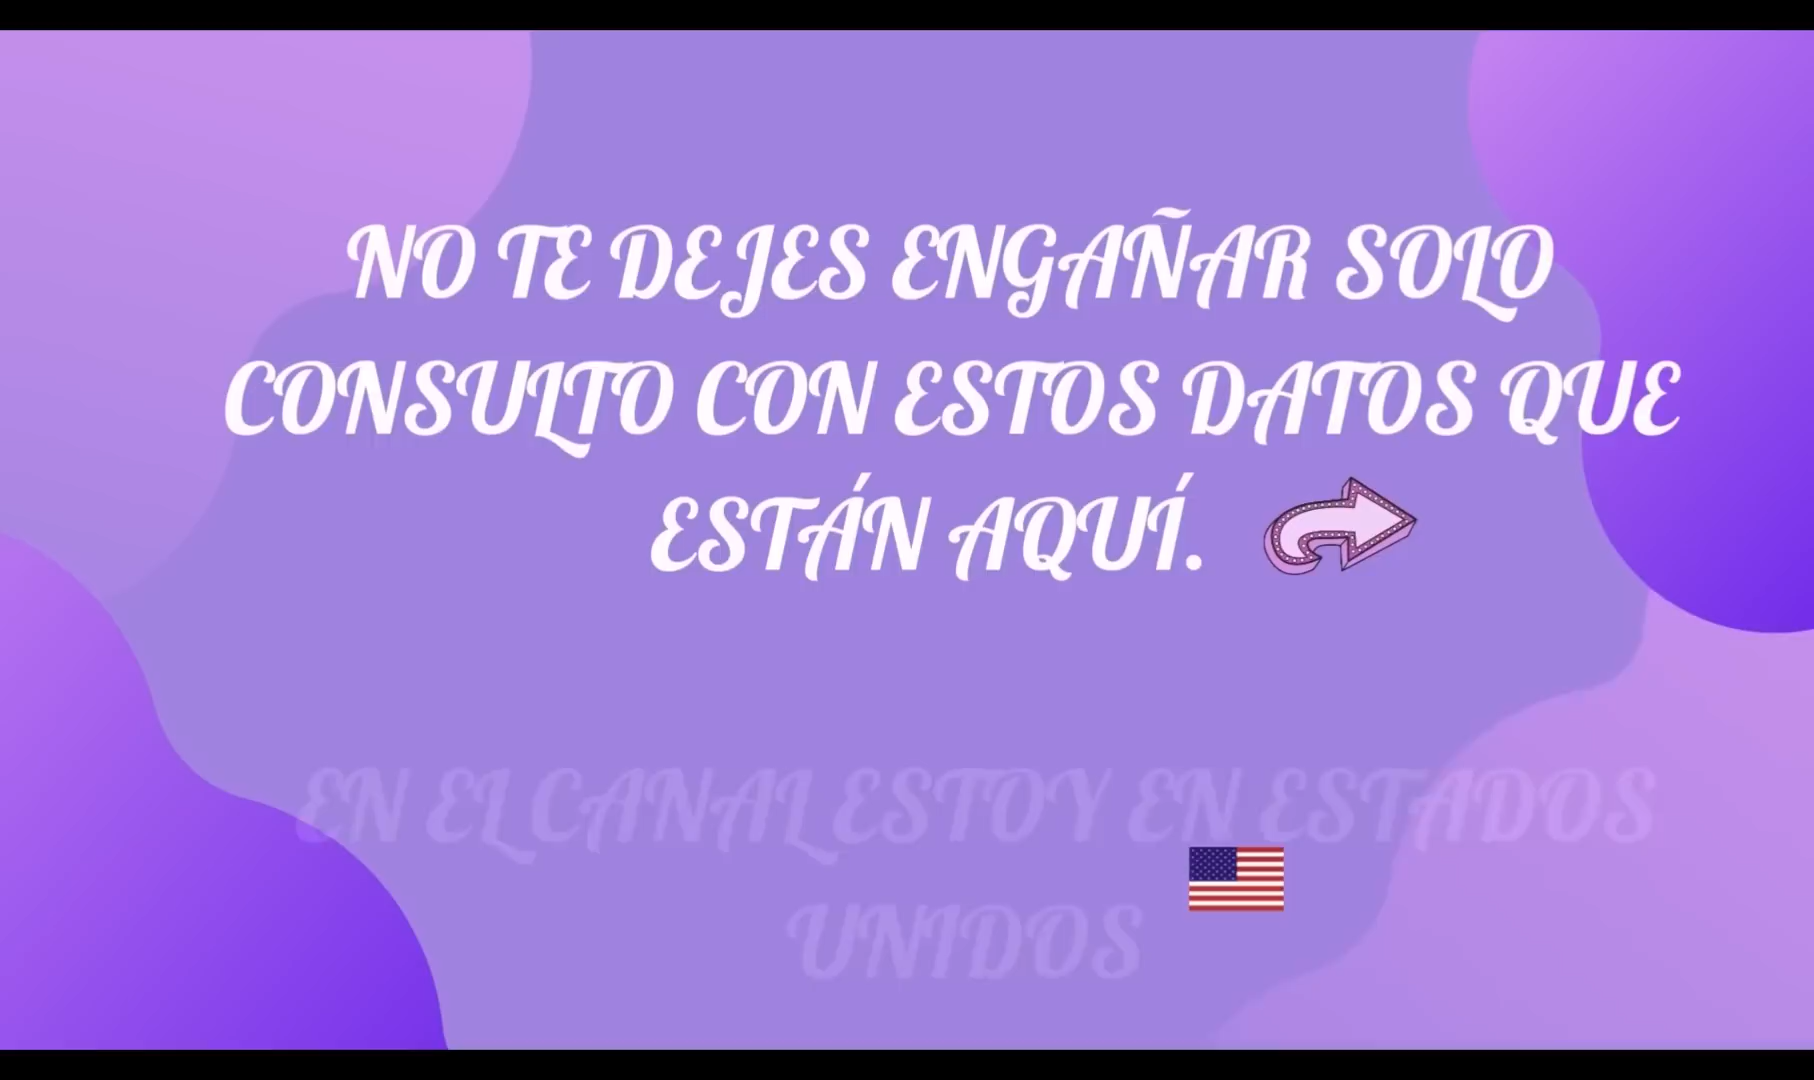 NO TE DEJES ENGAÑAR SOLO
CONSULTO CON ESTOS DATOS QUE
ESTÁN AQUÍ.
EN EL CANAL ESTOY EN ESTADOS
UNIDOS